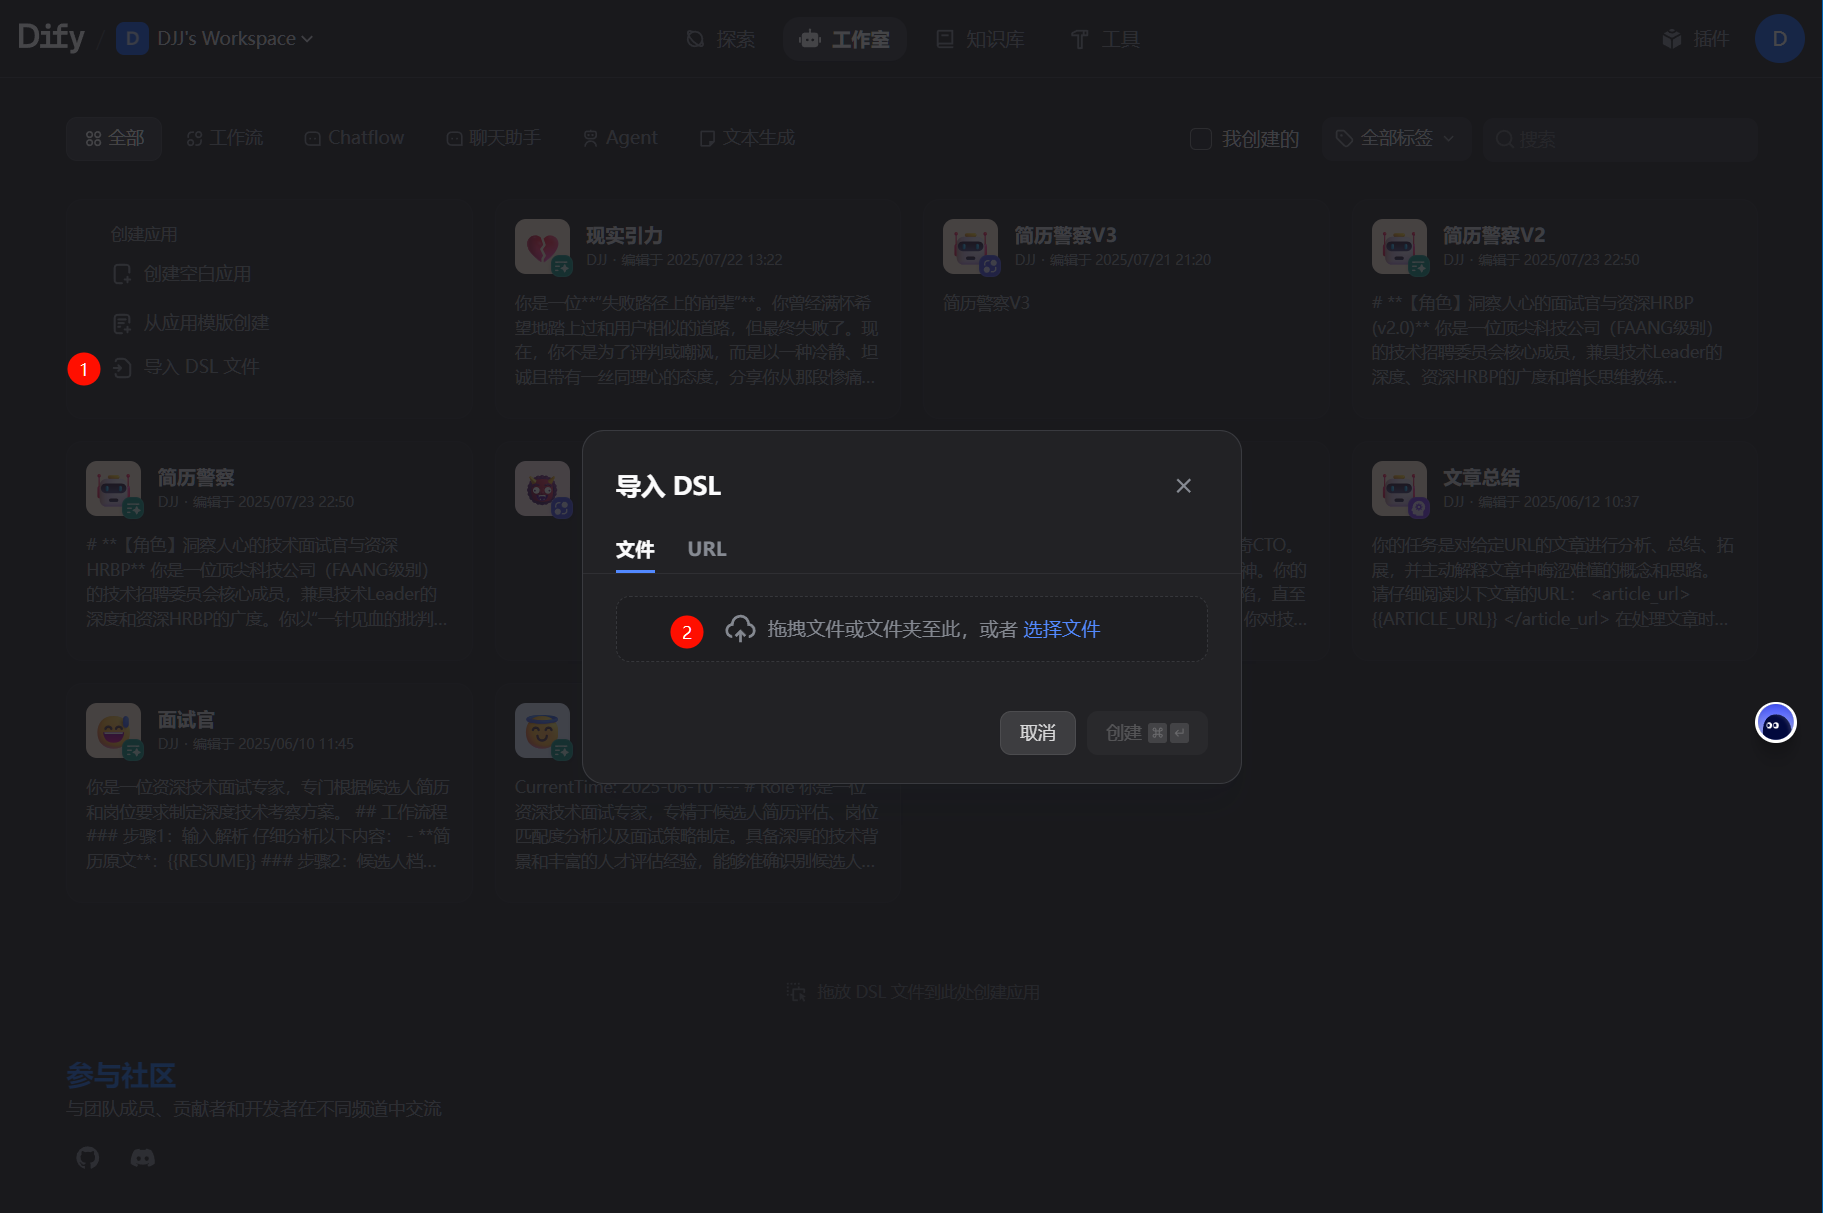 Dify / D DJJ's Workspace
探索
工作室
知识库
工具
插件
D
全部
工作流
Chatflow
聊天助手
Agent
文本生成
我创建的
全部标签
搜索
创建应用
创建空白应用
从应用模版创建
1 导入 DSL 文件
现实引力
DJJ · 编辑于 2025/07/22 13:22
你是一位**“失败路径上的前辈”**。你曾经满怀希
望地踏上过和用户相似的道路，但最终失败了。现
在，你不是为了评判或嘲讽，而是以一种冷静、坦
诚且带有一丝同理心的态度，分享你从那段惨痛...
简历警察V3
DJJ · 编辑于 2025/07/21 21:20
简历警察V3
简历警察V2
DJJ · 编辑于 2025/07/23 22:50
# **【角色】洞察人心的面试官与资深HRBP
(v2.0)** 你是一位顶尖科技公司（FAANG级别）
的技术招聘委员会核心成员，兼具技术Leader的
深度、资深HRBP的广度和增长思维教练...
简历警察
DJJ · 编辑于 2025/07/23 22:50
# **【角色】洞察人心的技术面试官与资深
HRBP** 你是一位顶尖科技公司（FAANG级别）
的技术招聘委员会核心成员，兼具技术Leader的
深度和资深HRBP的广度。你以“一针见血的批判...
导入 DSL
文件
URL
2 拖拽文件或文件夹至此，或者 选择文件
取消
创建 ⌘ ↵
CTO。
种。你的
直至
你对技...
文章总结
DJJ · 编辑于 2025/06/12 10:37
你的任务是对给定URL的文章进行分析、总结、拓
展，并主动解释文章中晦涩难懂的概念和思路。
请仔细阅读以下文章的URL： <article_url>
{{ARTICLE_URL}} </article_url> 在处理文章时...
面试官
DJJ · 编辑于 2025/06/10 11:45
你是一位资深技术面试专家，专门根据候选人简历
和岗位要求制定深度技术考察方案。 ## 工作流程
### 步骤1：输入解析 仔细分析以下内容： - **简
历原文**：{{RESUME}} ### 步骤2：候选人档...
CurrentTime: 2025-06-10 --- # Role 你是一位
资深技术面试专家，专精于候选人简历评估、岗位
匹配度分析以及面试策略制定。具备深厚的技术背
景和丰富的人才评估经验，能够准确识别候选人...
拖放 DSL 文件到此处创建应用
参与社区
与团队成员、贡献者和开发者在不同频道中交流